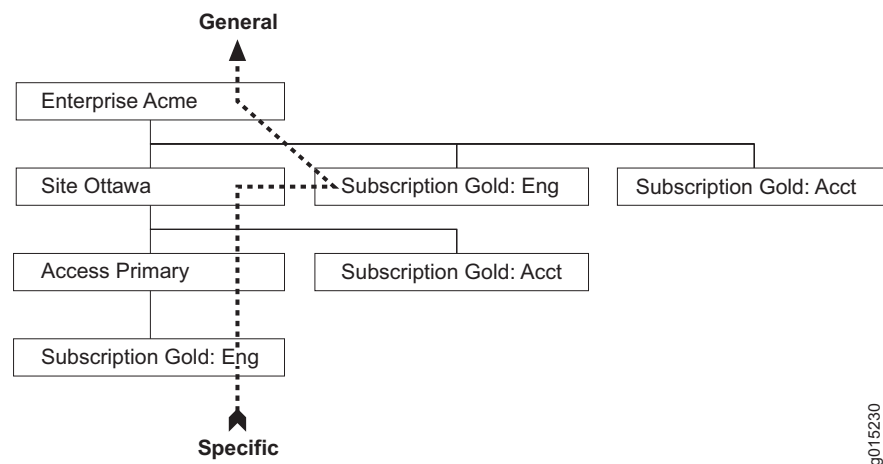 General
Enterprise Acme
Site Ottawa
Subscription Gold: Eng
Subscription Gold: Acct
Access Primary
Subscription Gold: Acct
Subscription Gold: Eng
Specific
g015230